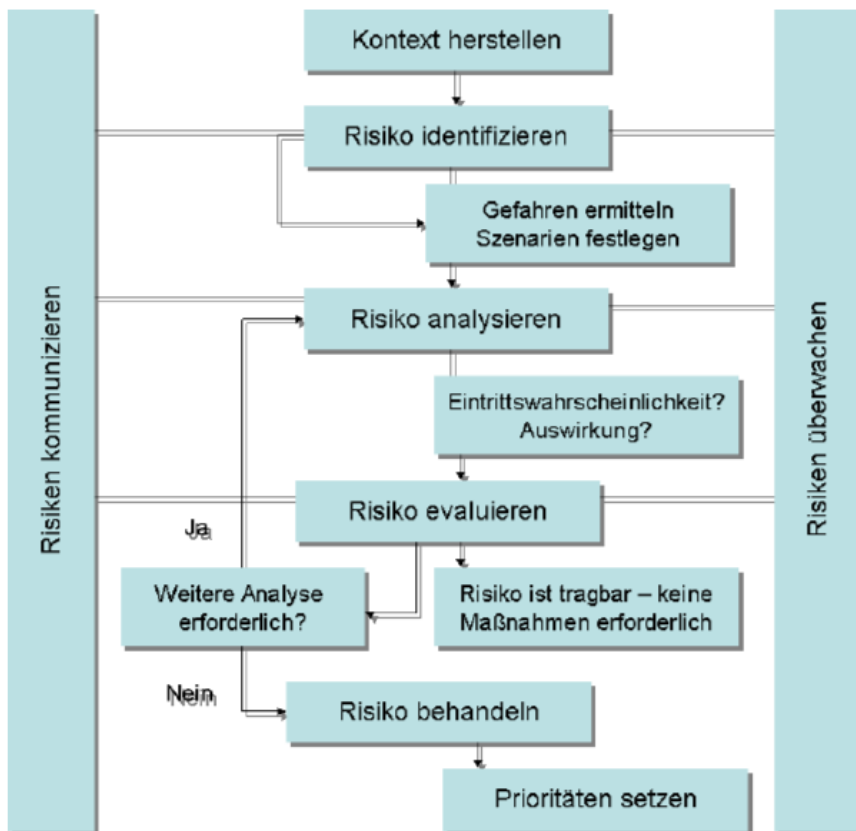 Kontext herstellen
Risiko identifizieren
Gefahren ermitteln
Szenarien festlegen
Risiko analysieren
Eintrittswahrscheinlichkeit?
Auswirkung?
Risiko evaluieren
Ja
Weitere Analyse
erforderlich?
Risiko ist tragbar – keine
Maßnahmen erforderlich
Nein
Risiko behandeln
Prioritäten setzen
Risiken kommunizieren
Risiken überwachen